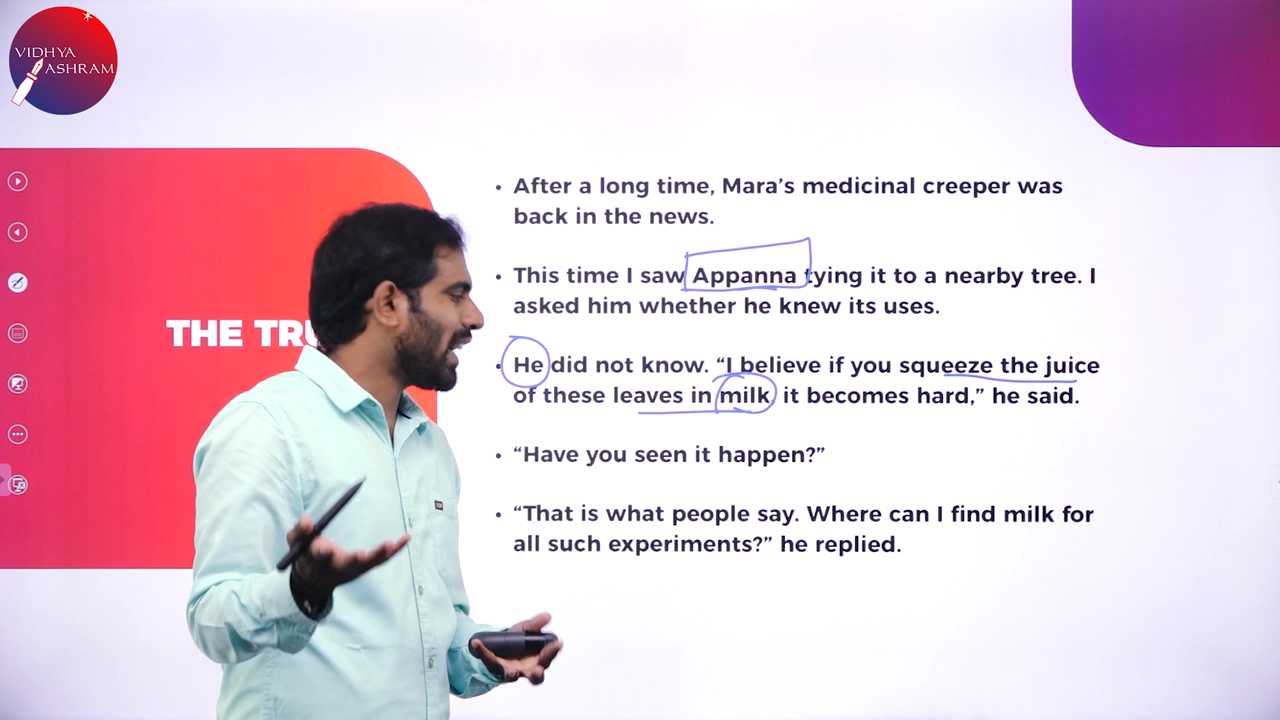 VIDHYA
ASHRAM
THE TRU
• After a long time, Mara’s medicinal creeper was
back in the news.
• This time I saw Appanna tying it to a nearby tree. I
asked him whether he knew its uses.
• He did not know. “I believe if you squeeze the juice
of these leaves in milk, it becomes hard,” he said.
• “Have you seen it happen?”
• “That is what people say. Where can I find milk for
all such experiments?” he replied.